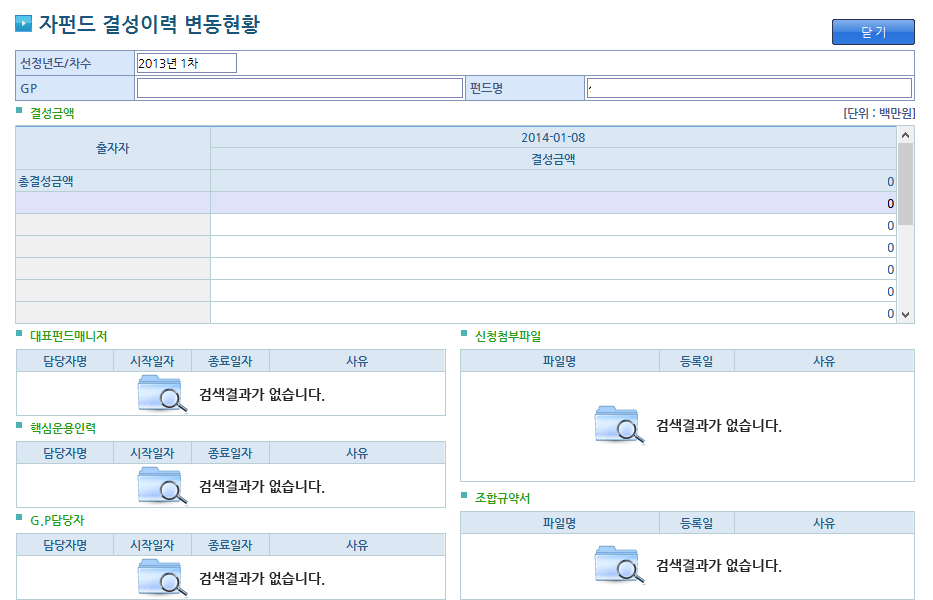 자펀드 결성이력 변동현황
닫 기
선정년도/차수 2013년 1차
GP 펀드명
결성금액 [단위 : 백만원]
출자자 2014-01-08
결성금액
총결성금액 0
0
0
0
0
0
0
대표펀드매니저
담당자명 시작일자 종료일자 사유
검색결과가 없습니다.
핵심운용인력
담당자명 시작일자 종료일자 사유
검색결과가 없습니다.
G.P담당자
담당자명 시작일자 종료일자 사유
검색결과가 없습니다.
신청첨부파일
파일명 등록일 사유
검색결과가 없습니다.
조합규약서
파일명 등록일 사유
검색결과가 없습니다.